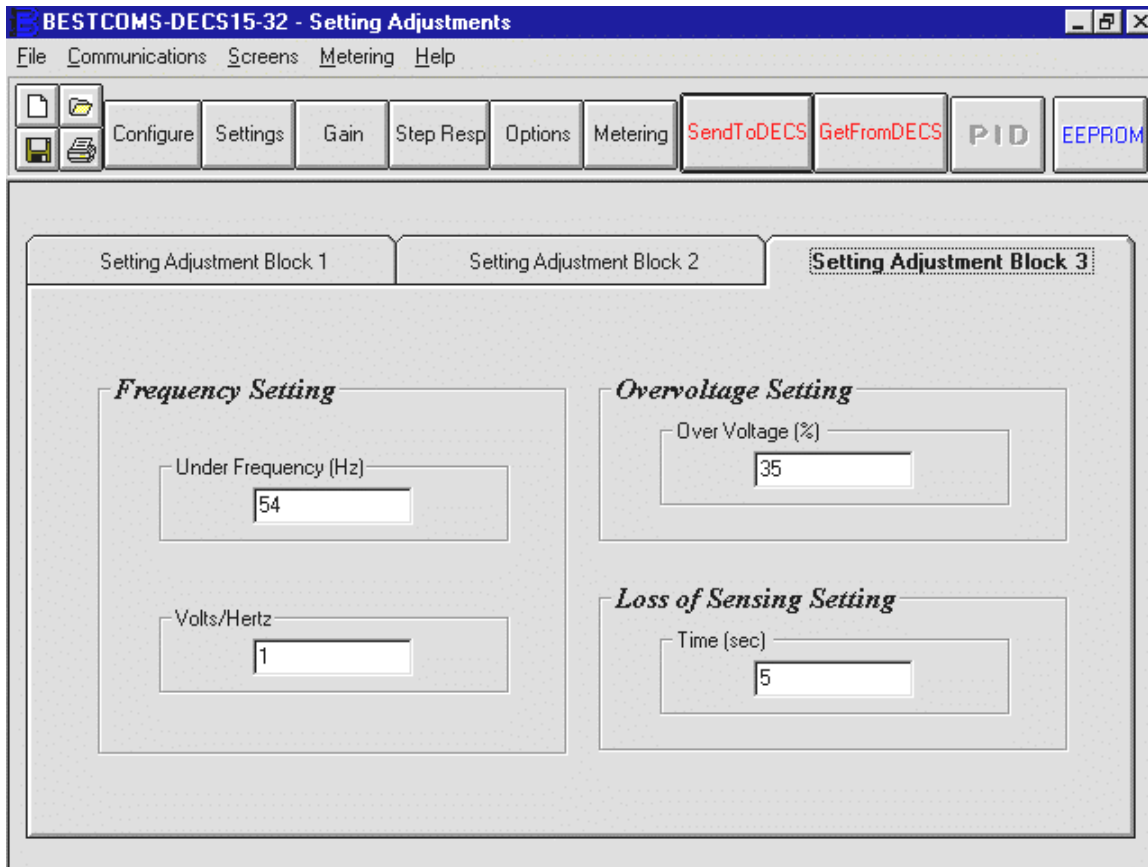 BESTCOMS-DECS15-32 - Setting Adjustments
File Communications Screens Metering Help
Configure Settings Gain Step Resp Options Metering SendToDECS GetFromDECS PID EEPROM
Setting Adjustment Block 1 Setting Adjustment Block 2 Setting Adjustment Block 3
Frequency Setting
Under Frequency (Hz)
54
Volts/Hertz
1
Overvoltage Setting
Over Voltage (%)
35
Loss of Sensing Setting
Time (sec)
5